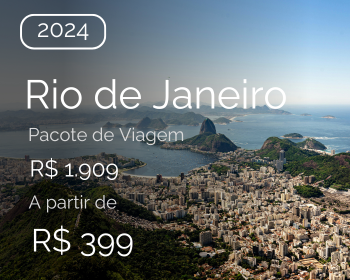 2024
Rio de Janeiro
Pacote de Viagem
R$ 1.909
A partir de
R$ 399